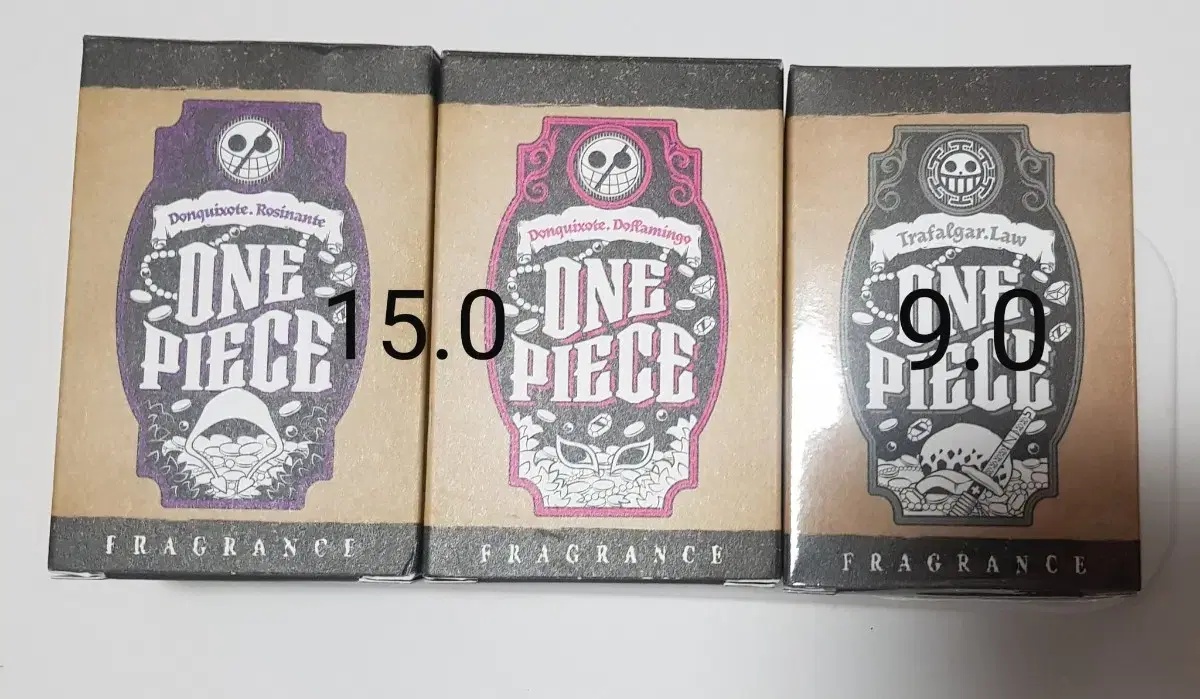 Donquixote. Rosinante
ONE
PIECE
FRAGRANCE
15.0
Donquixote. Doflamingo
ONE
PIECE
FRAGRANCE
Trafalgar.Law
ONE
PIECE
9.0
FRAGRANCE